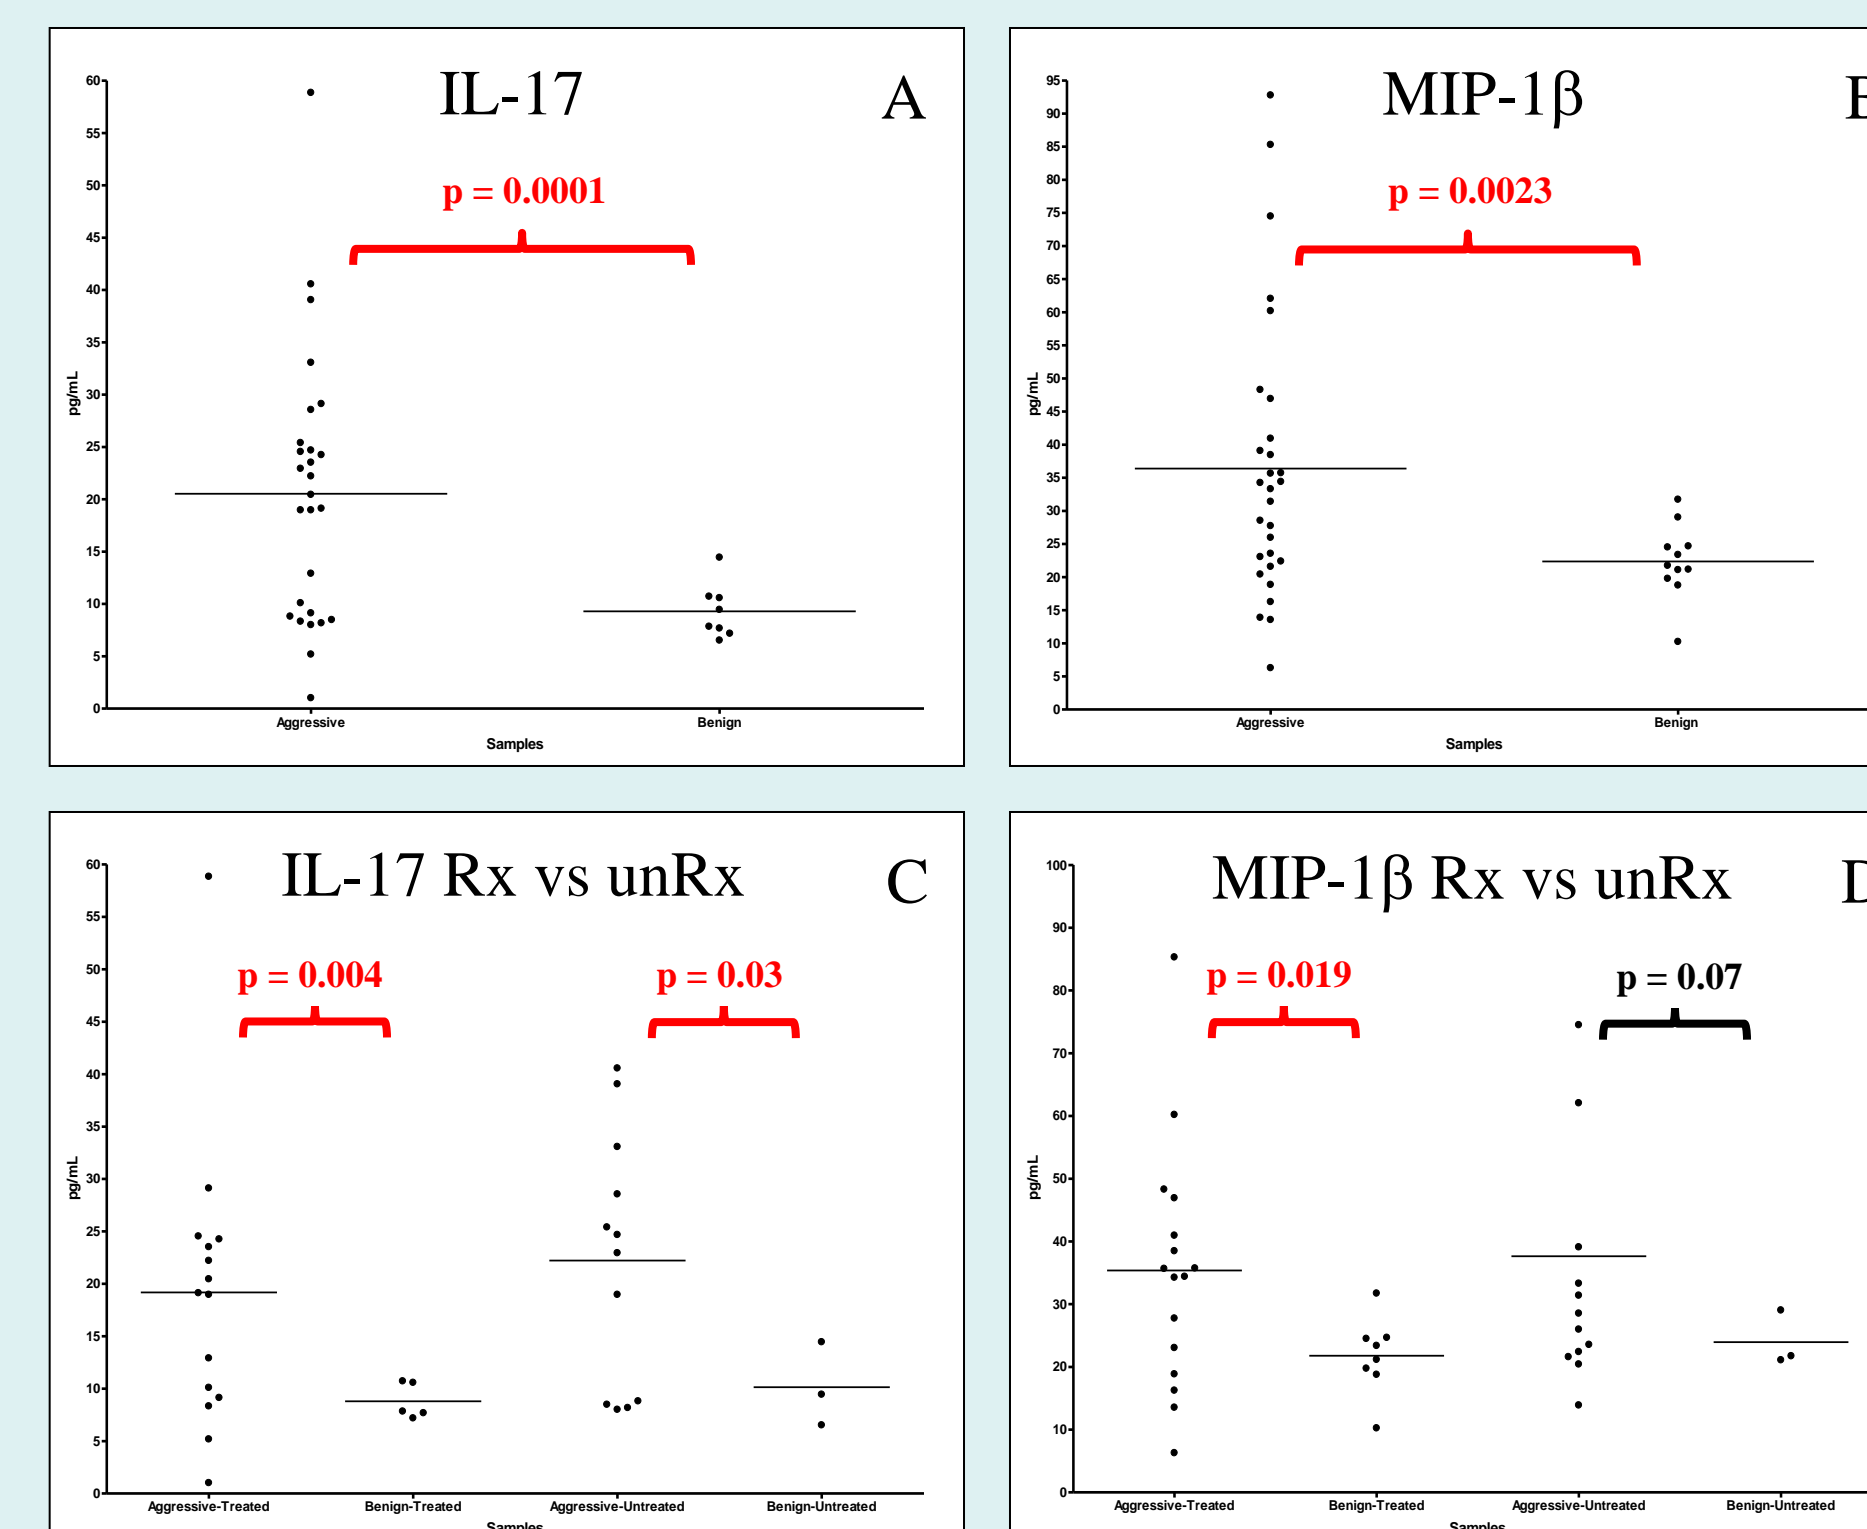 IL-17
A
p = 0.0001
60
55
50
45
40
35
30
25
20
15
10
5
0
pg/mL
Aggressive
Benign
Samples
MIP-1β
p = 0.0023
95
90
85
80
75
70
65
60
55
50
45
40
35
30
25
20
15
10
5
0
pg/mL
Aggressive
Benign
Samples
IL-17 Rx vs unRx
C
p = 0.004
p = 0.03
60
55
50
45
40
35
30
25
20
15
10
5
0
pg/mL
Aggressive-Treated
Benign-Treated
Aggressive-Untreated
Benign-Untreated
Samples
MIP-1β Rx vs unRx
p = 0.019
p = 0.07
100
90
80
70
60
50
40
30
20
10
0
pg/mL
Aggressive-Treated
Benign-Treated
Aggressive-Untreated
Benign-Untreated
Samples